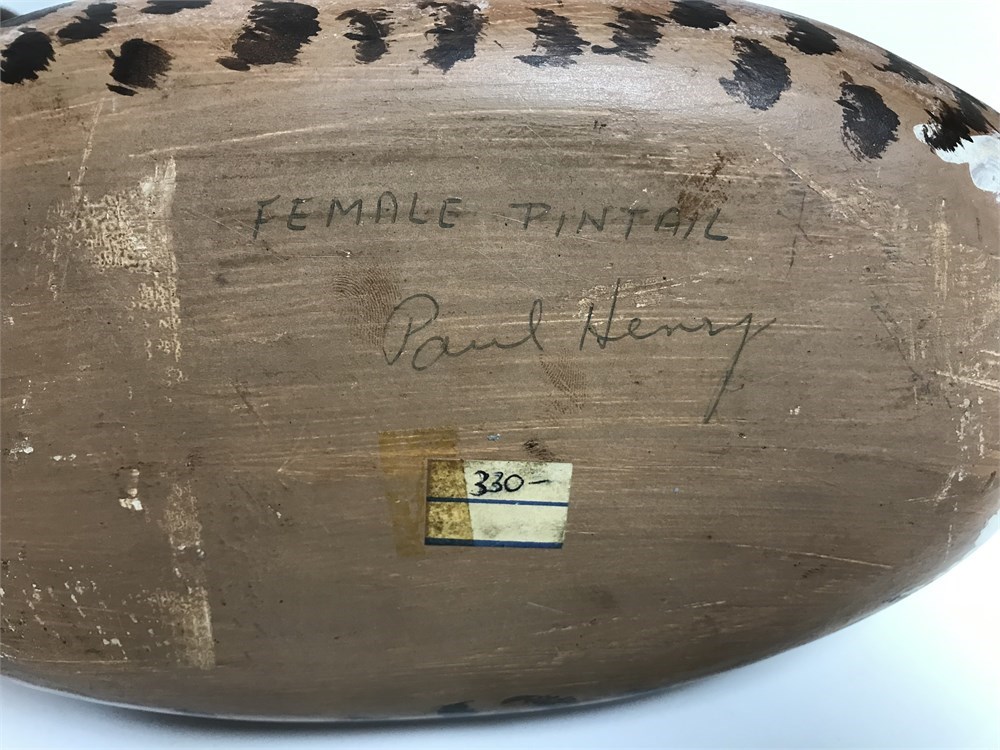 FEMALE PINTAIL
Paul Henry
330-